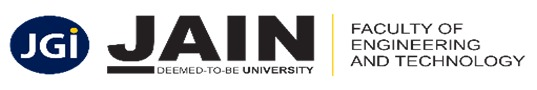 JGi
JAIN
DEEMED-TO-BE UNIVERSITY
FACULTY OF
ENGINEERING
AND TECHNOLOGY